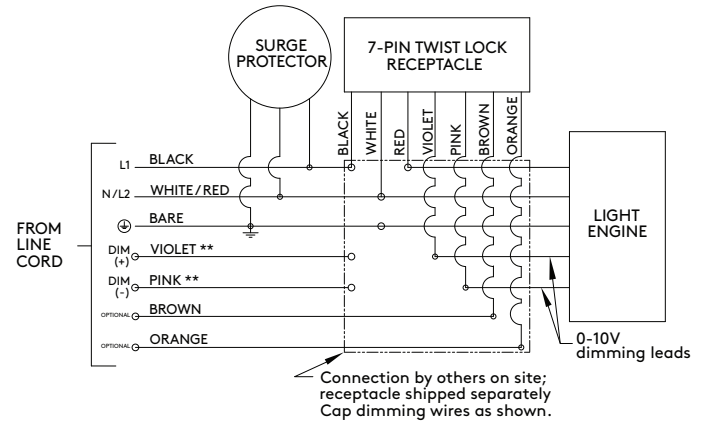 SURGE
PROTECTOR
7-PIN TWIST LOCK
RECEPTACLE
BLACK
WHITE
RED
VIOLET
PINK
BROWN
ORANGE
FROM
LINE
CORD
L1 BLACK
N/L2 WHITE/RED
BARE
DIM
(+)
VIOLET **
DIM
(-)
PINK **
OPTIONAL BROWN
OPTIONAL ORANGE
LIGHT
ENGINE
0-10V
dimming leads
Connection by others on site;
receptacle shipped separately
Cap dimming wires as shown.